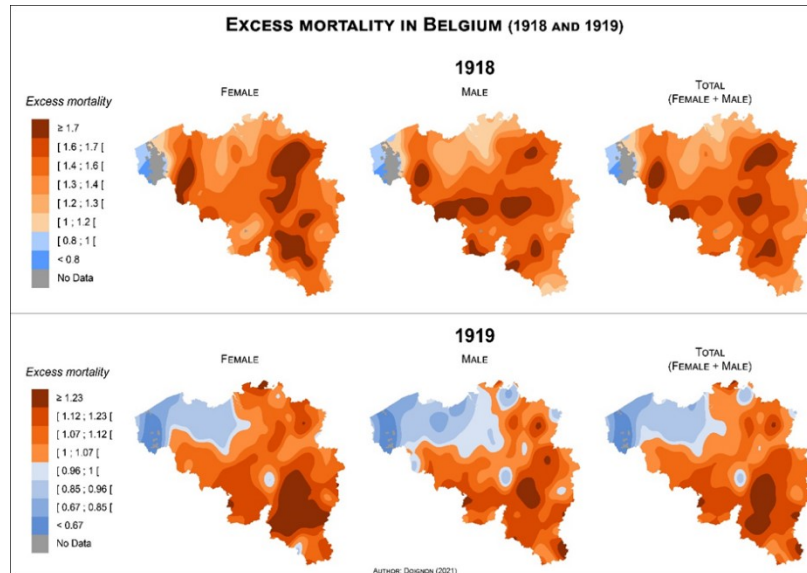 EXCESS MORTALITY IN BELGIUM (1918 AND 1919)
1918
Excess mortality
FEMALE
MALE
TOTAL
(FEMALE + MALE)
≥ 1.7
[ 1.6 ; 1.7 [
[ 1.4 ; 1.6 [
[ 1.3 ; 1.4 [
[ 1.2 ; 1.3 [
[ 1 ; 1.2 [
[ 0.8 ; 1 [
< 0.8
No Data
1919
Excess mortality
FEMALE
MALE
TOTAL
(FEMALE + MALE)
≥ 1.23
[ 1.12 ; 1.23 [
[ 1.07 ; 1.12 [
[ 1 ; 1.07 [
[ 0.96 ; 1 [
[ 0.85 ; 0.96 [
[ 0.67 ; 0.85 [
< 0.67
No Data
AUTHOR: DOIGNON (2021)